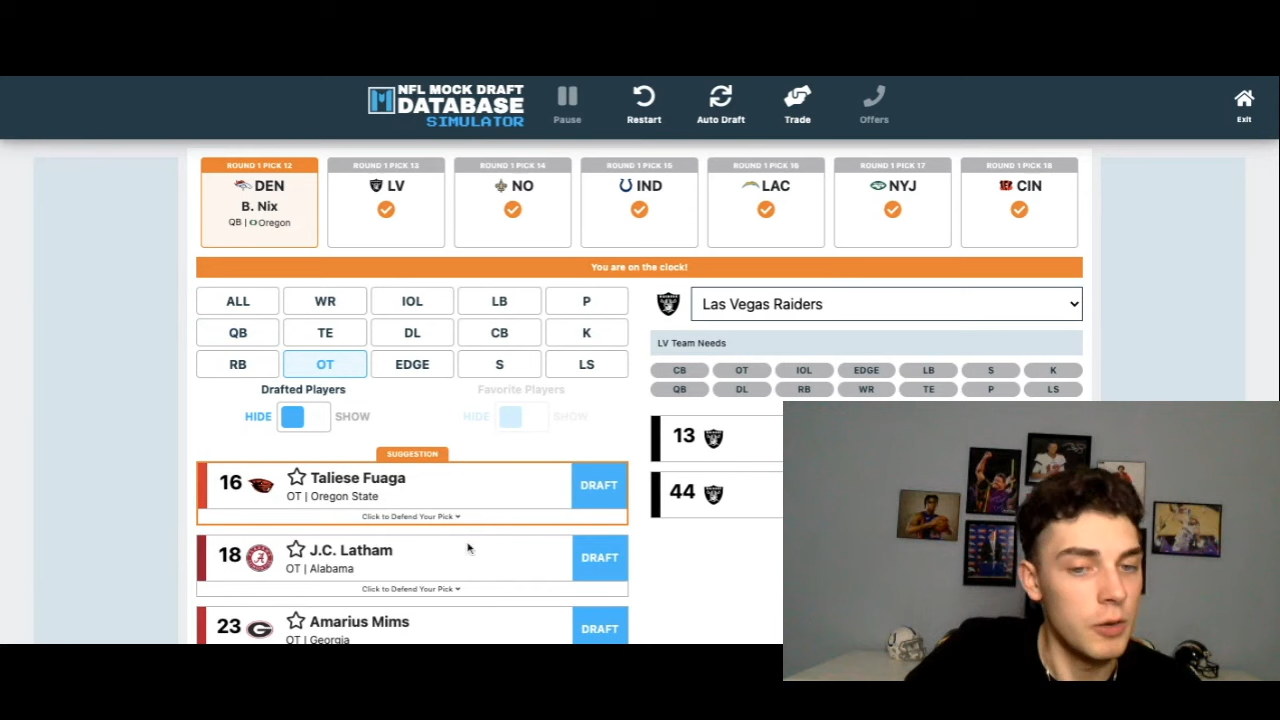 NFL MOCK DRAFT
DATABASE
SIMULATOR
Pause
Restart
Auto Draft
Trade
Offers
Exit
ROUND 1 PICK 12
DEN
B. Nix
QB | Oregon
ROUND 1 PICK 13
LV
ROUND 1 PICK 14
NO
ROUND 1 PICK 15
IND
ROUND 1 PICK 16
LAC
ROUND 1 PICK 17
NYJ
ROUND 1 PICK 18
CIN
You are on the clock!
ALL WR IOL LB P
QB TE DL CB K
RB OT EDGE S LS
Drafted Players
HIDE SHOW
Favorite Players
HIDE SHOW
SUGGESTION
16 Taliese Fuaga
OT | Oregon State
DRAFT
Click to Defend Your Pick
18 J.C. Latham
OT | Alabama
DRAFT
Click to Defend Your Pick
23 Amarius Mims
OT | Georgia
DRAFT
Las Vegas Raiders
LV Team Needs
CB OT IOL EDGE LB S K
QB DL RB WR TE P LS
13
44